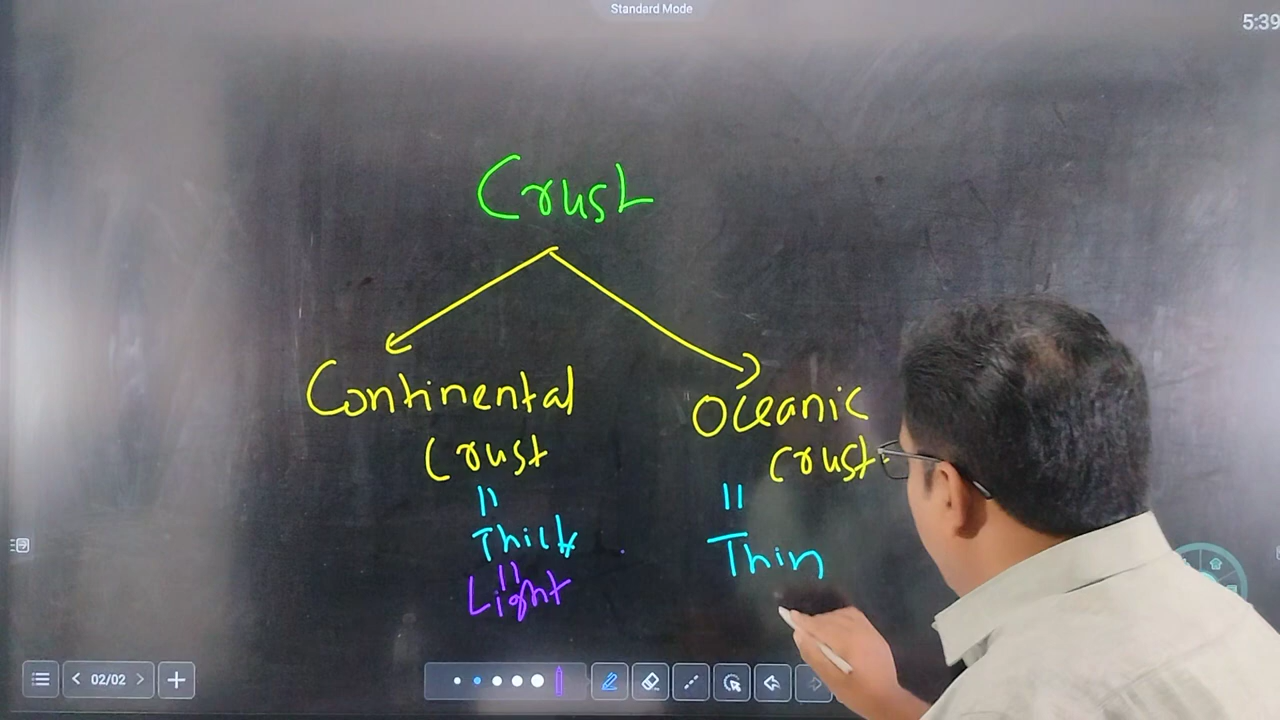 Standard Mode
5:39
Crust
Continental
Crust
Oceanic
Crust
"
Thick
"
Light
"
Thin
02/02